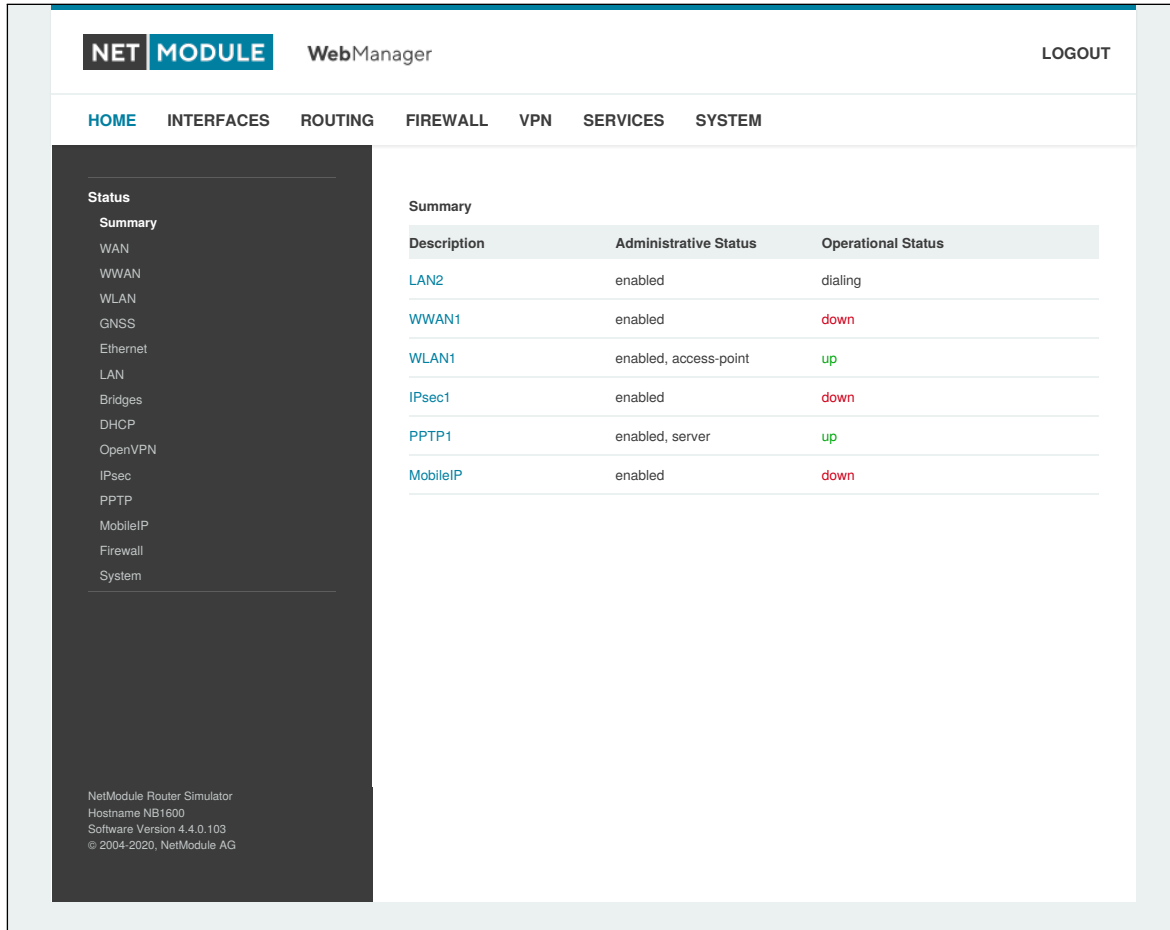 NET MODULE WebManager LOGOUT
HOME INTERFACES ROUTING FIREWALL VPN SERVICES SYSTEM
Status
Summary
WAN
WWAN
WLAN
GNSS
Ethernet
LAN
Bridges
DHCP
OpenVPN
IPsec
PPTP
MobileIP
Firewall
System
NetModule Router Simulator
Hostname NB1600
Software Version 4.4.0.103
© 2004-2020, NetModule AG
Summary
Description Administrative Status Operational Status
LAN2 enabled dialing
WWAN1 enabled down
WLAN1 enabled, access-point up
IPsec1 enabled down
PPTP1 enabled, server up
MobileIP enabled down